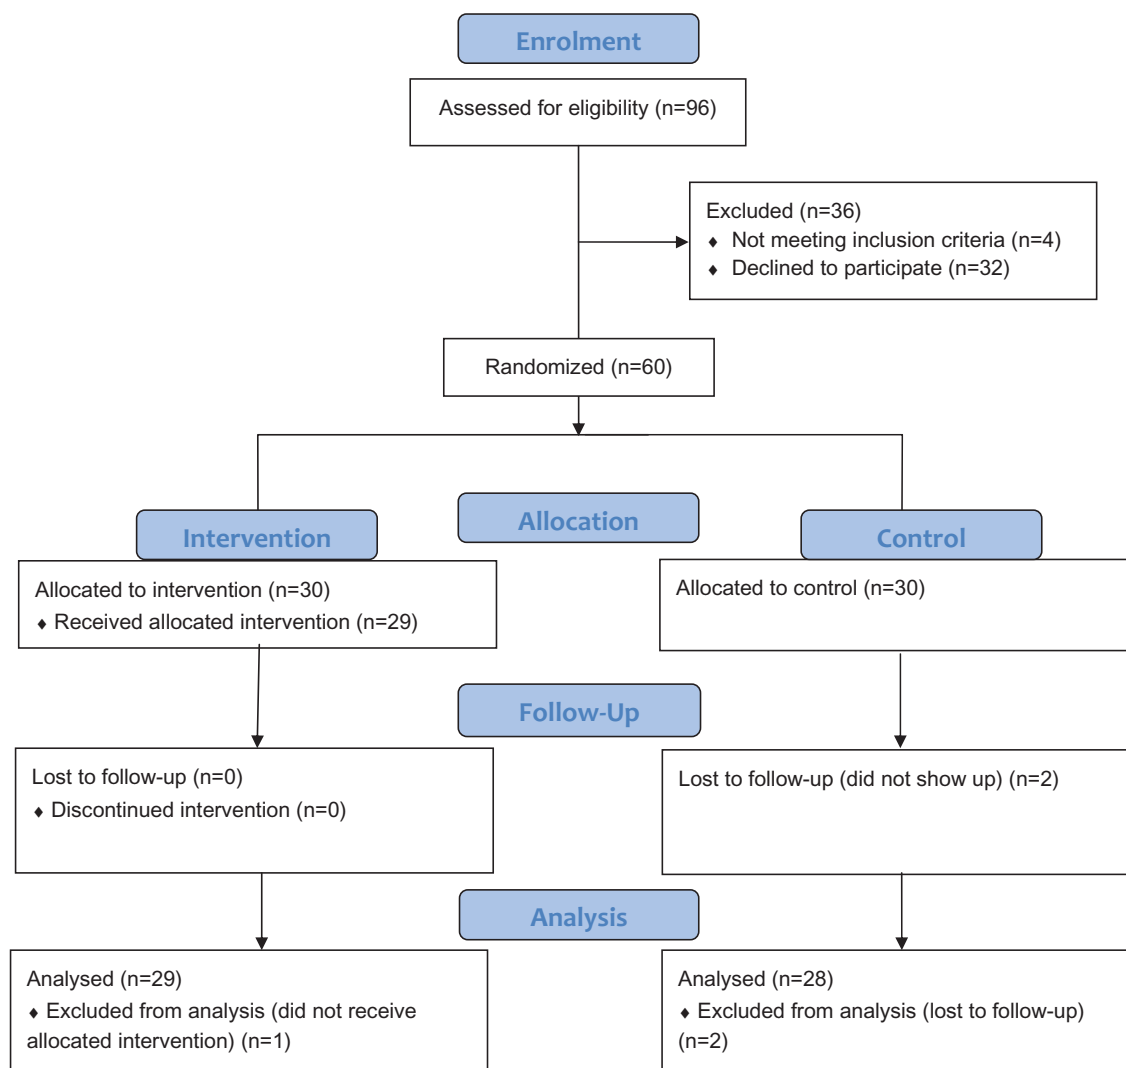 Enrolment
Assessed for eligibility (n=96)
Excluded (n=36)
♦ Not meeting inclusion criteria (n=4)
♦ Declined to participate (n=32)
Randomized (n=60)
Allocation
Intervention
Control
Allocated to intervention (n=30)
♦ Received allocated intervention (n=29)
Allocated to control (n=30)
Follow-Up
Lost to follow-up (n=0)
♦ Discontinued intervention (n=0)
Lost to follow-up (did not show up) (n=2)
Analysis
Analysed (n=29)
♦ Excluded from analysis (did not receive
allocated intervention) (n=1)
Analysed (n=28)
♦ Excluded from analysis (lost to follow-up)
(n=2)